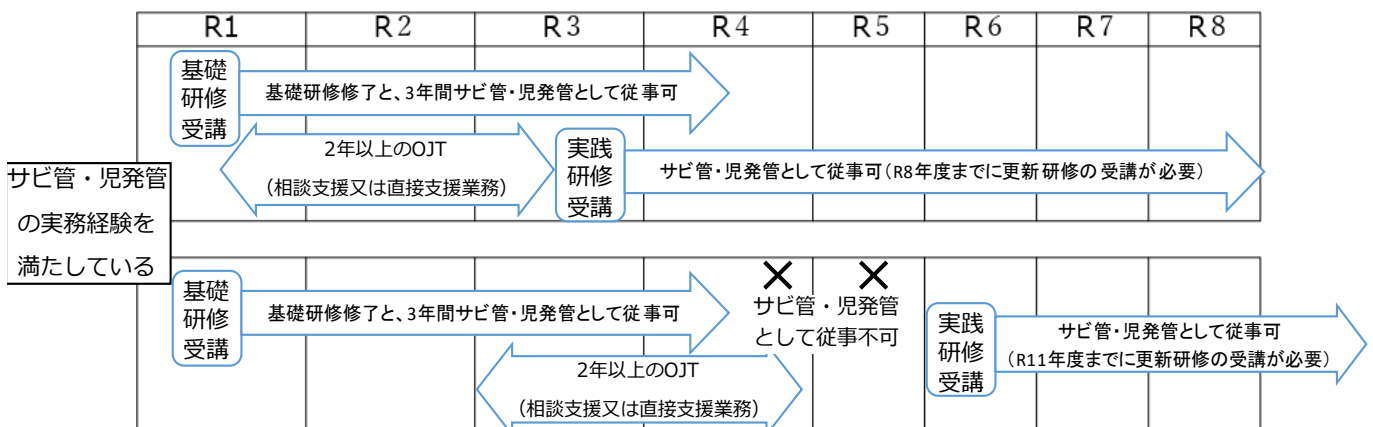 R1 R2 R3 R4 R5 R6 R7 R8
基礎
研修
受講
基礎研修修了と、3年間サビ管・児発管として従事可
2年以上のOJT
（相談支援又は直接支援業務）
実践
研修
受講
サビ管・児発管として従事可（R8年度までに更新研修の受講が必要）
サビ管・児発管
の実務経験を
満たしている
基礎
研修
受講
基礎研修修了と、3年間サビ管・児発管として従事可
サビ管・児発管
として従事不可
2年以上のOJT
（相談支援又は直接支援業務）
実践
研修
受講
サビ管・児発管として従事可
（R11年度までに更新研修の受講が必要）